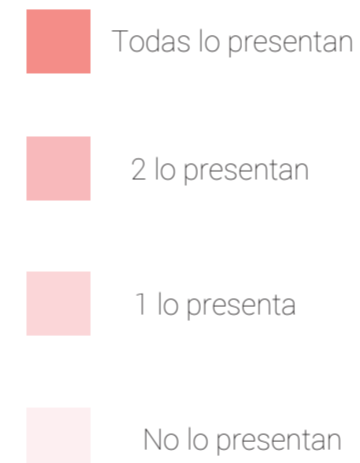 Todas lo presentan
2 lo presentan
1 lo presenta
No lo presentan